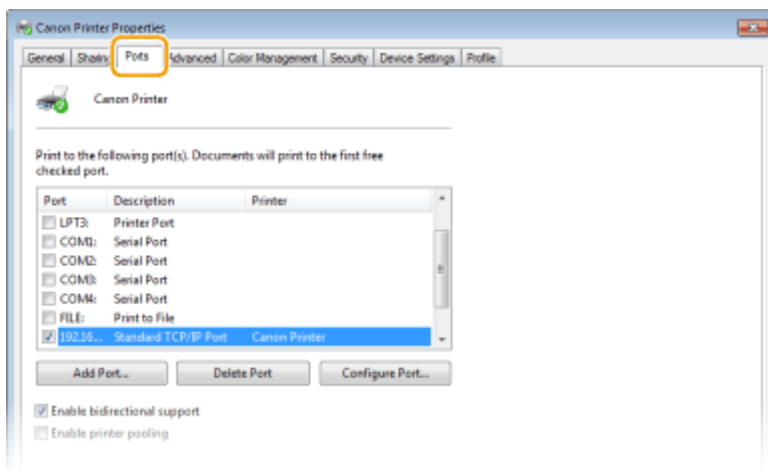 Canon Printer Properties
General Sharing Ports Advanced Color Management Security Device Settings Profile
Canon Printer
Print to the following port(s). Documents will print to the first free
checked port.
Port Description Printer
LPT3: Printer Port
COM1: Serial Port
COM2: Serial Port
COM3: Serial Port
COM4: Serial Port
FILE: Print to File
192.16... Standard TCP/IP Port Canon Printer
Add Port... Delete Port Configure Port...
Enable bidirectional support
Enable printer pooling